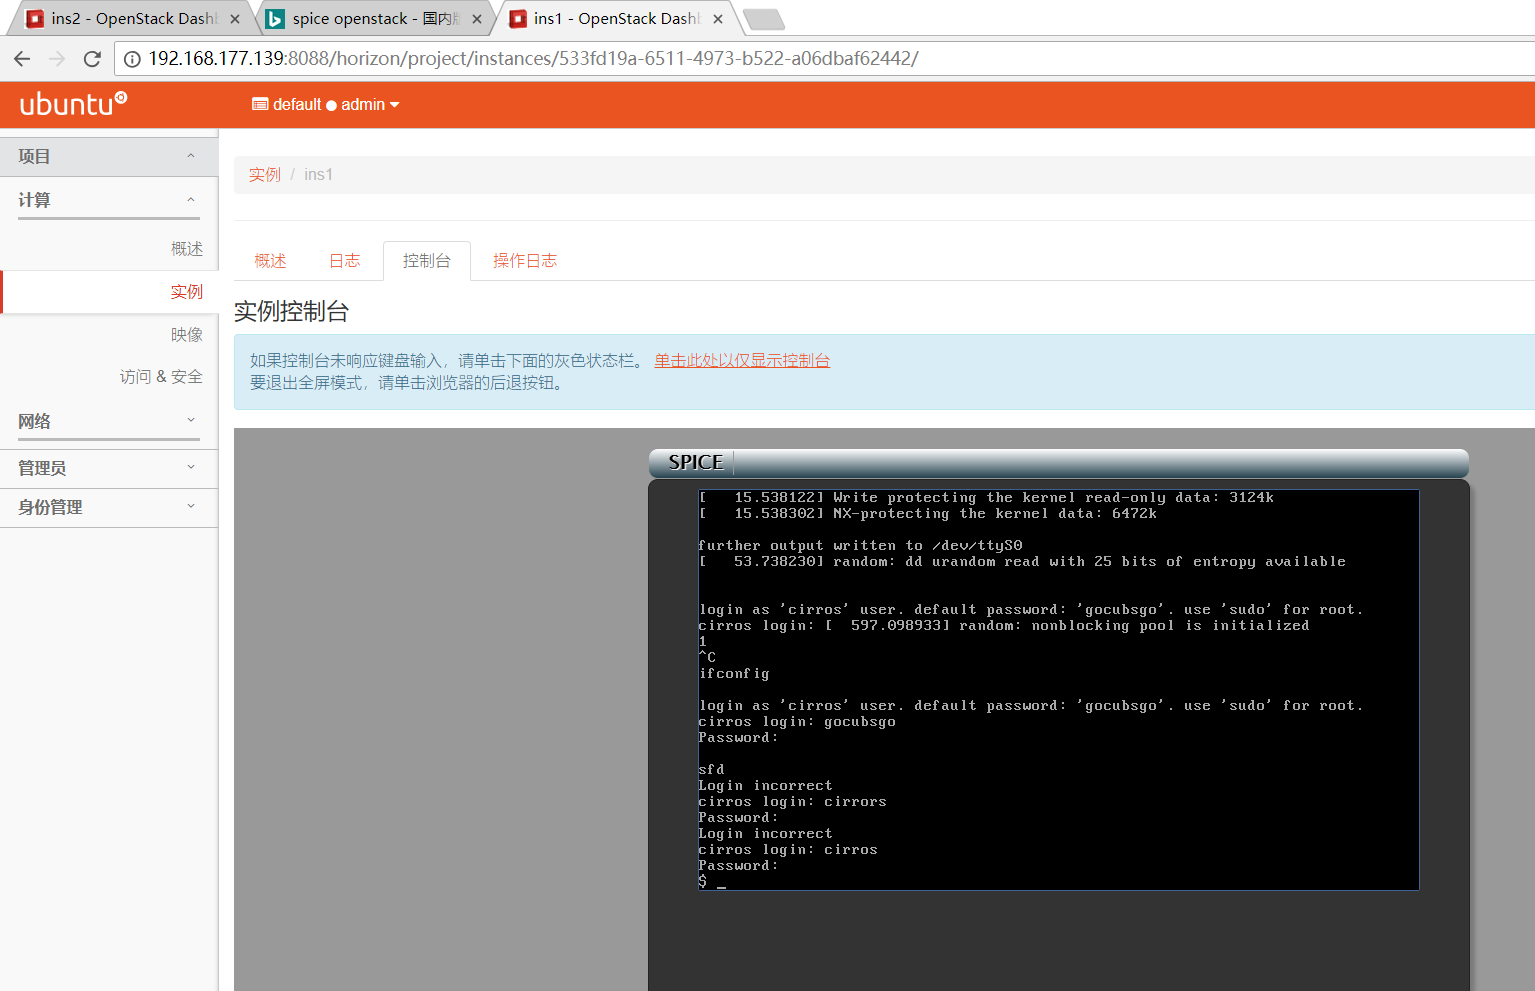 ins2 - OpenStack Dashb
spice openstack - 国内版
ins1 - OpenStack Dashb
192.168.177.139:8088/horizon/project/instances/533fd19a-6511-4973-b522-a06dbaf62442/
ubuntu
default ● admin
项目
计算
概述
实例
映像
访问 & 安全
网络
管理员
身份管理
实例 / ins1
概述 日志 控制台 操作日志
实例控制台
如果控制台未响应键盘输入，请单击下面的灰色状态栏。 单击此处以仅显示控制台
要退出全屏模式，请单击浏览器的后退按钮。
SPICE
[   15.538122] Write protecting the kernel read-only data: 3124k
[   15.538302] NX-protecting the kernel data: 6472k
further output written to /dev/ttyS0
[   53.738230] random: dd urandom read with 25 bits of entropy available
login as 'cirros' user. default password: 'gocubsgo'. use 'sudo' for root.
cirros login: [  597.098933] random: nonblocking pool is initialized
1
^C
ifconfig
login as 'cirros' user. default password: 'gocubsgo'. use 'sudo' for root.
cirros login: gocubsgo
Password:
sfd
Login incorrect
cirros login: cirrors
Password:
Login incorrect
cirros login: cirros
Password:
$ _